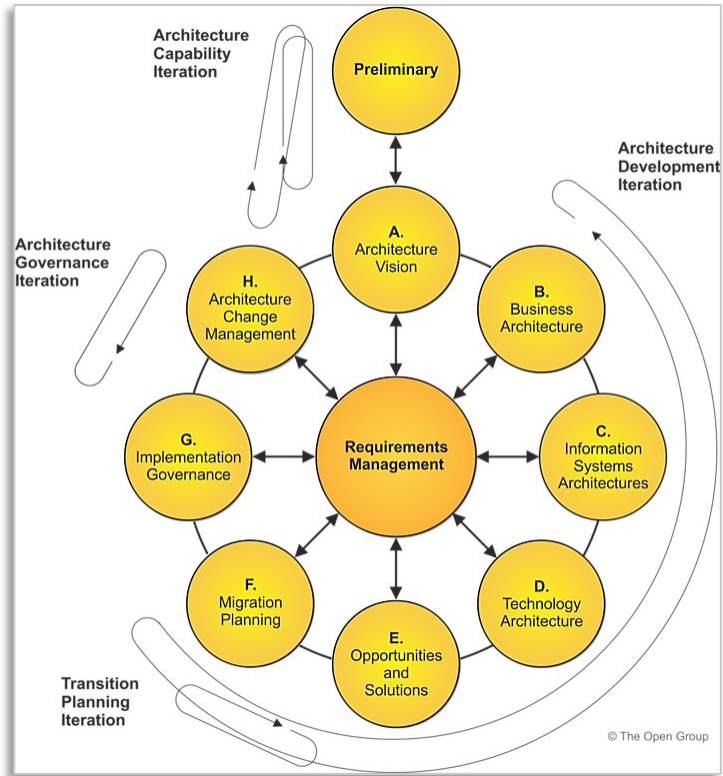 Architecture
Capability
Iteration
Preliminary
Architecture
Development
Iteration
A.
Architecture
Vision
Architecture
Governance
Iteration
H.
Architecture
Change
Management
B.
Business
Architecture
G.
Implementation
Governance
Requirements
Management
C.
Information
Systems
Architectures
F.
Migration
Planning
D.
Technology
Architecture
E.
Opportunities
and
Solutions
Transition
Planning
Iteration
© The Open Group